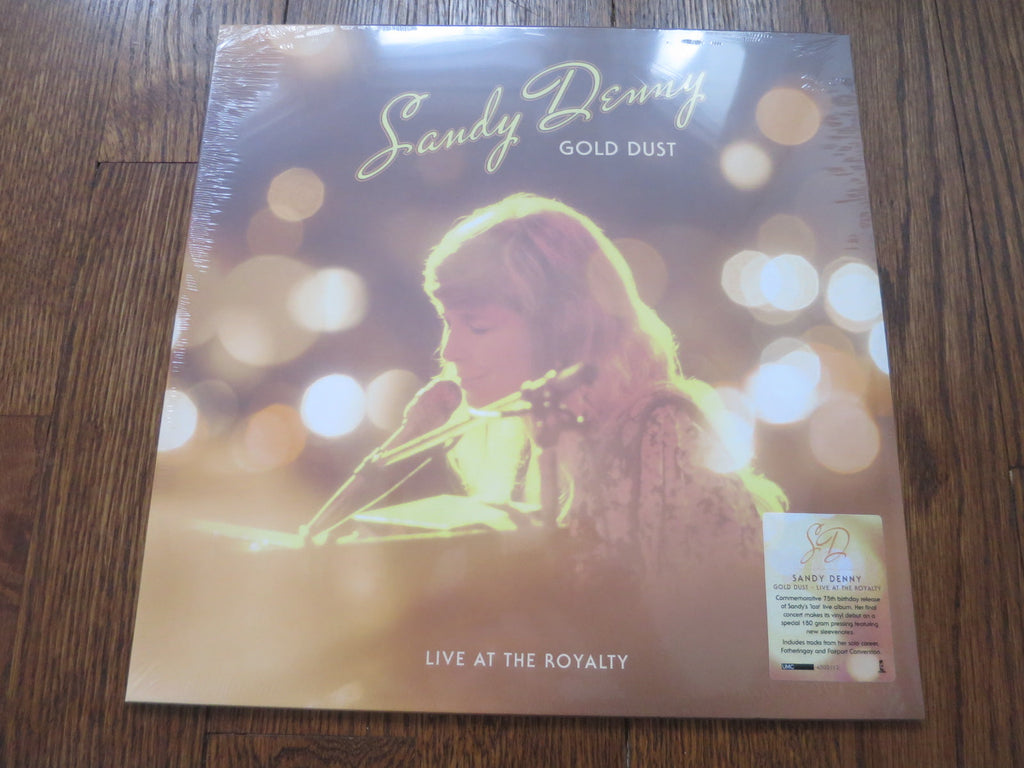 Sandy Denny
GOLD DUST
LIVE AT THE ROYALTY
SD
SANDY DENNY
GOLD DUST - LIVE AT THE ROYALTY
Commemorative 75th birthday release
of Sandy's 'last' live album. Her final
concert makes its vinyl debut on a
special 180 gram pressing featuring
new sleevenotes.
Includes tracks from her solo career,
Fotheringay and Fairport Convention.
UMC